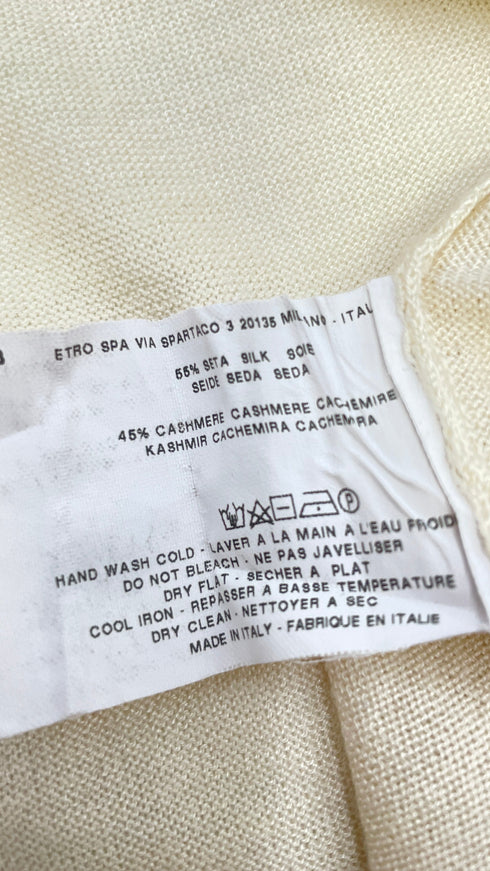 ETRO SPA VIA SPARTACO 3 20135 MILANO - ITAL
55% SETA SILK SOIE
SEIDE SEDA SEDA
45% CASHMERE CASHMERE CACHEMIRE
KASHMIR CACHEMIRA CACHEMIRA
P
HAND WASH COLD - LAVER A LA MAIN A L'EAU FROID
DO NOT BLEACH - NE PAS JAVELLISER
DRY FLAT - SECHER A PLAT
COOL IRON - REPASSER A BASSE TEMPERATURE
DRY CLEAN - NETTOYER A SEC
MADE IN ITALY - FABRIQUE EN ITALIE